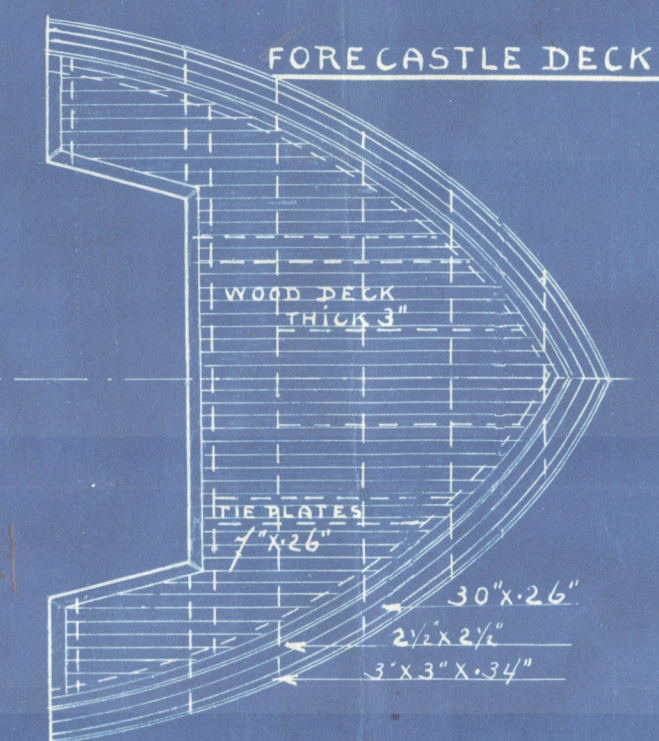 FORECASTLE DECK
WOOD DECK
THICK 3"
TIE PLATES
7"X·26"
30"X·26"
2½"X2½"
3"X3"X·34"